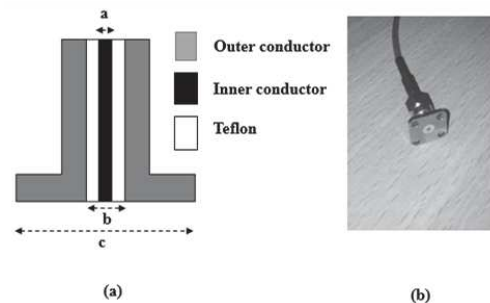 a
Outer conductor
Inner conductor
Teflon
b
c
(a)
(b)